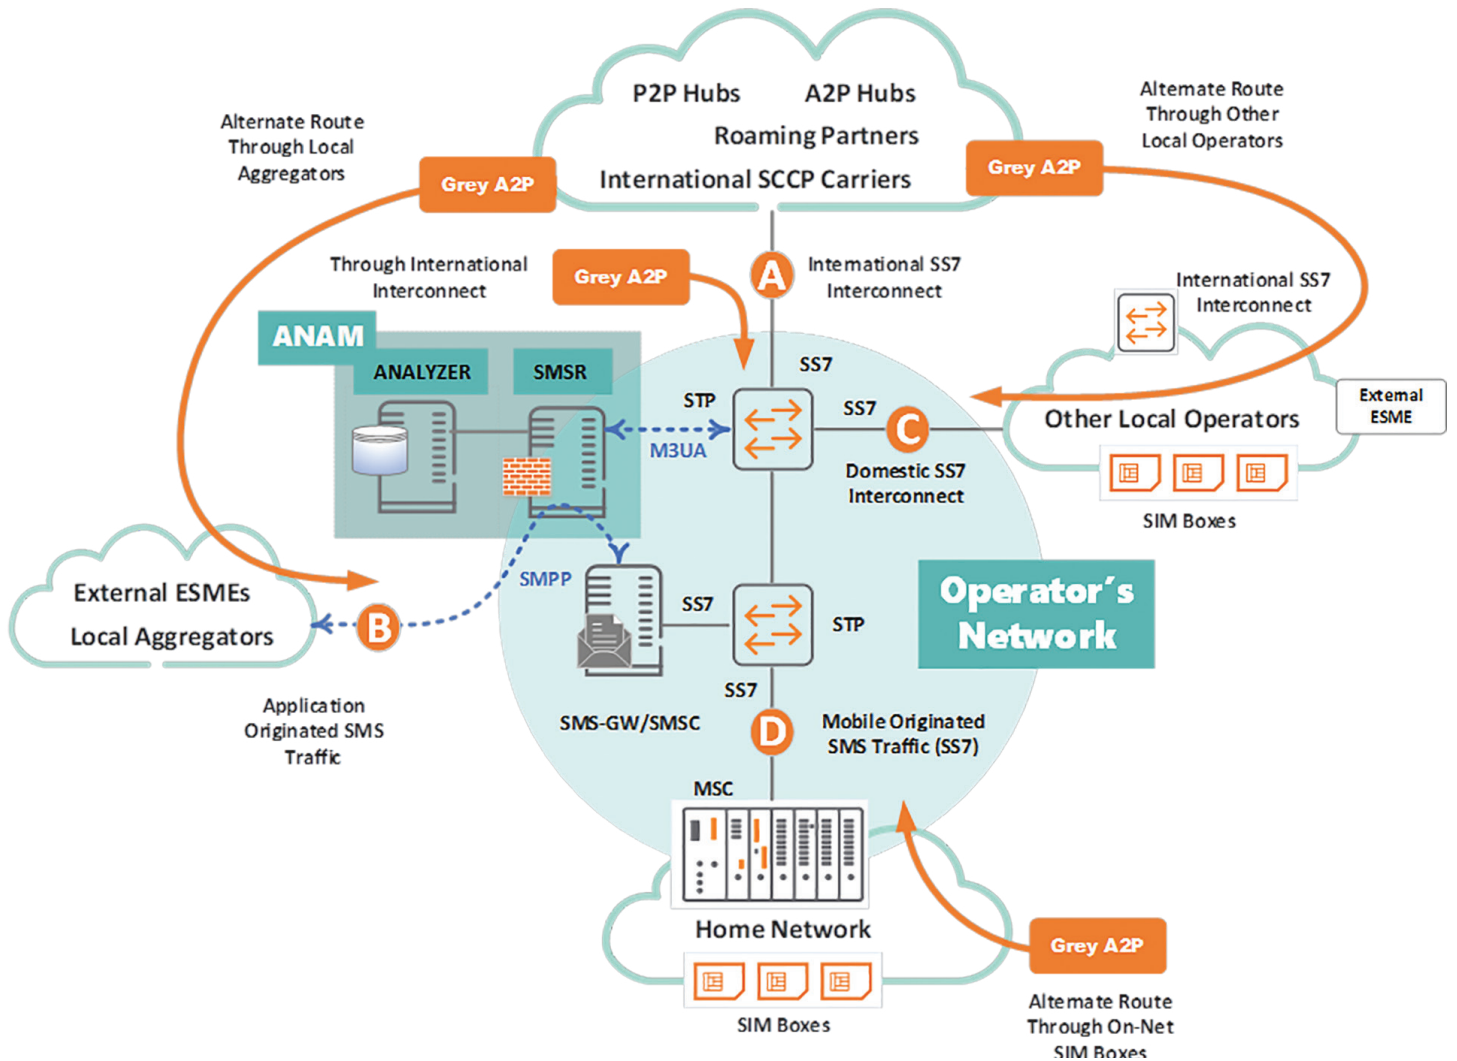 P2P Hubs
A2P Hubs
Roaming Partners
International SCCP Carriers
Alternate Route
Through Local
Aggregators
Grey A2P
Grey A2P
Alternate Route
Through Other
Local Operators
Through International
Interconnect
Grey A2P
A
International SS7
Interconnect
International SS7
Interconnect
ANAM
ANALYZER
SMSR
SS7
STP
SS7
C
M3UA
Domestic SS7
Interconnect
Other Local Operators
External
ESME
SIM Boxes
External ESMEs
Local Aggregators
B
SMPP
SS7
STP
Operator´s
Network
Application
Originated SMS
Traffic
SMS-GW/SMSC
SS7
D
Mobile Originated
SMS Traffic (SS7)
MSC
Home Network
SIM Boxes
Grey A2P
Alternate Route
Through On-Net
SIM Boxes